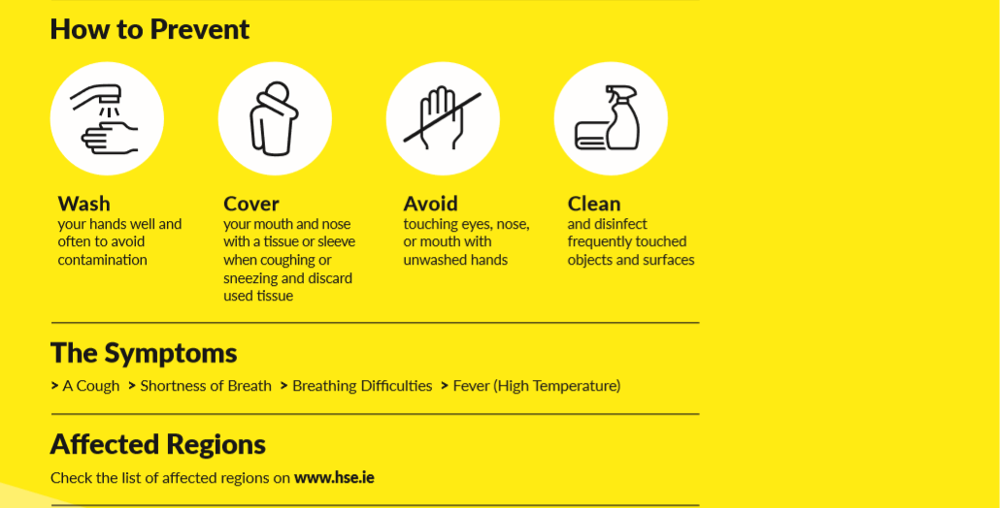 How to Prevent
Wash
your hands well and
often to avoid
contamination
Cover
your mouth and nose
with a tissue or sleeve
when coughing or
sneezing and discard
used tissue
Avoid
touching eyes, nose,
or mouth with
unwashed hands
Clean
and disinfect
frequently touched
objects and surfaces
The Symptoms
> A Cough > Shortness of Breath > Breathing Difficulties > Fever (High Temperature)
Affected Regions
Check the list of affected regions on www.hse.ie